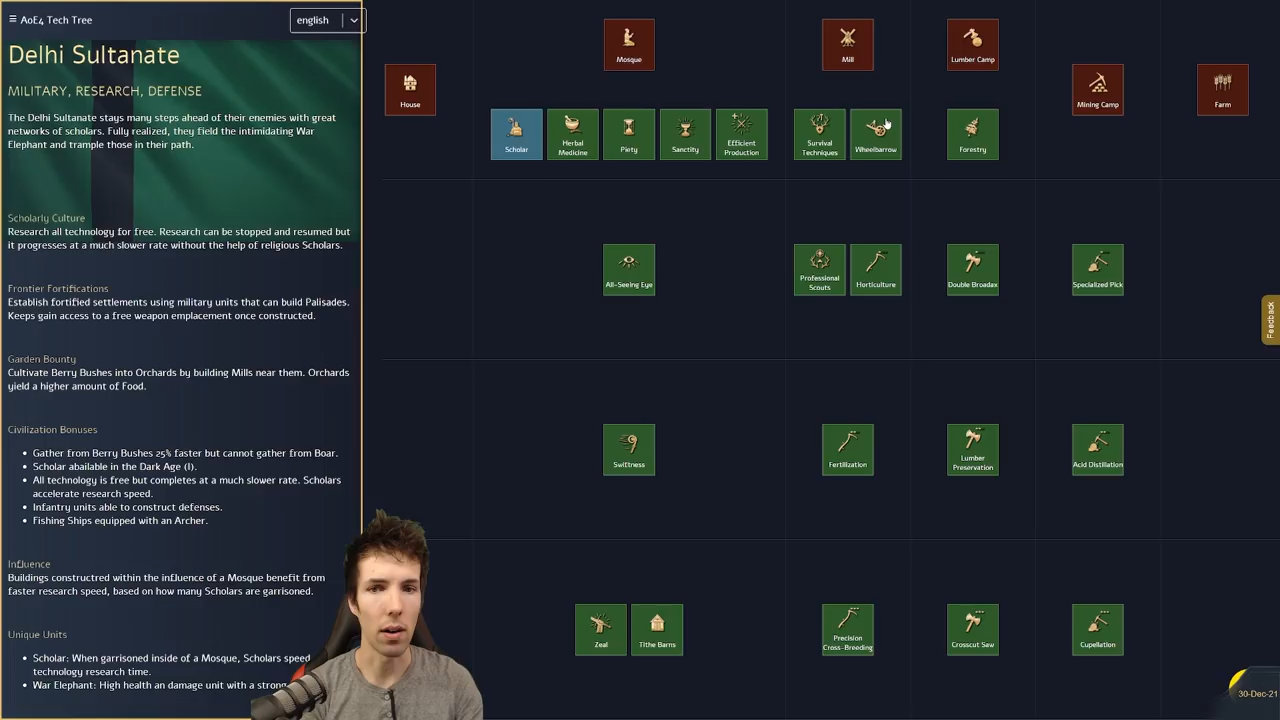 AoE4 Tech Tree
english
Delhi Sultanate
MILITARY, RESEARCH, DEFENSE
The Delhi Sultanate stays many steps ahead of their enemies with great
networks of scholars. Fully realized, they field the intimidating War
Elephant and trample those in their path.
Scholarly Culture
Research all technology for free. Research can be stopped and resumed but
it progresses at a much slower rate without the help of religious Scholars.
Frontier Fortifications
Establish fortified settlements using military units that can build Palisades.
Keeps gain access to a free weapon emplacement once constructed.
Garden Bounty
Cultivate Berry Bushes into Orchards by building Mills near them. Orchards
yield a higher amount of Food.
Civilization Bonuses
Gather from Berry Bushes 25% faster but cannot gather from Boar.
Scholar abailable in the Dark Age (I).
All technology is free but completes at a much slower rate. Scholars
accelerate research speed.
Infantry units able to construct defenses.
Fishing Ships equipped with an Archer.
Influence
Buildings constructred within the influence of a Mosque benefit from
faster research speed, based on how many Scholars are garrisoned.
Unique Units
Scholar: When garrisoned inside of a Mosque, Scholars speed
technology research time.
War Elephant: High health an damage unit with a strong
House
Mosque
Mill
Lumber Camp
Mining Camp
Farm
Scholar
Herbal
Medicine
Piety
Sanctity
Efficient
Production
Survival
Techniques
Wheelbarrow
Forestry
All-Seeing Eye
Professional
Scouts
Horticulture
Double Broadax
Specialized Pick
Swiftness
Fertilization
Lumber
Preservation
Acid Distillation
Zeal
Tithe Barns
Precision
Cross-Breeding
Crosscut Saw
Cupellation
Feedback
30-Dec-21